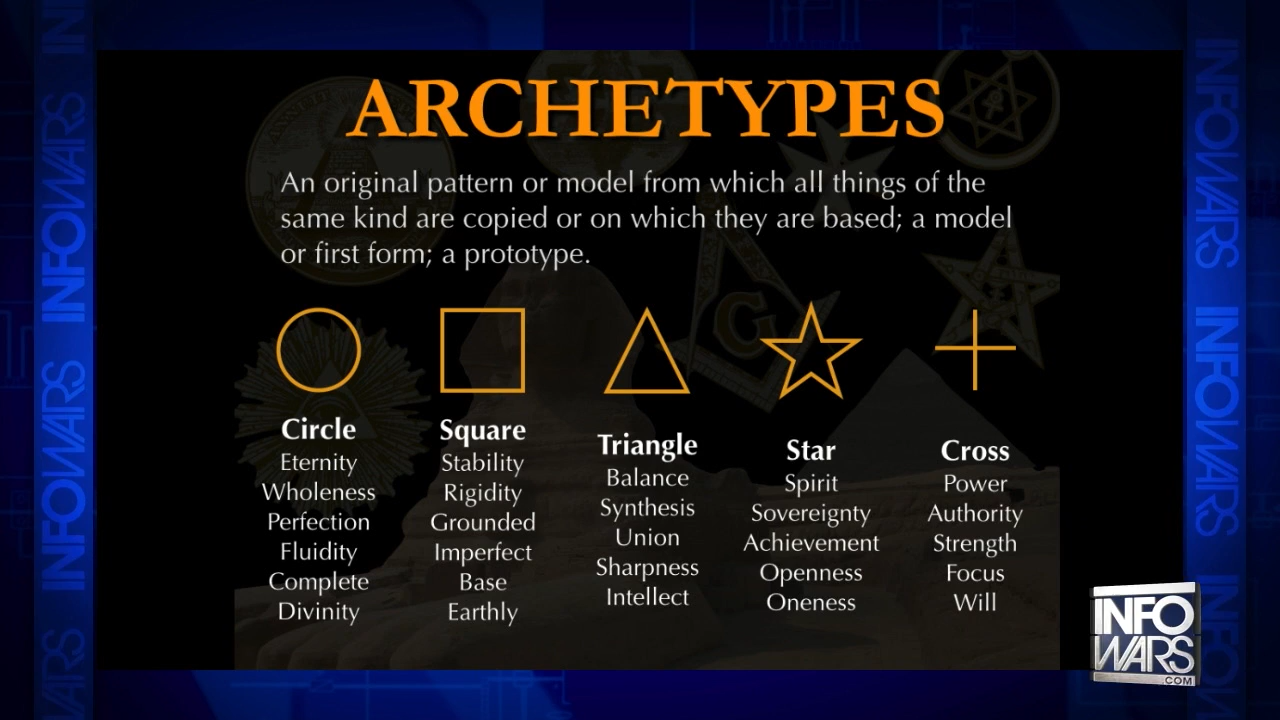 ARCHETYPES
An original pattern or model from which all things of the
same kind are copied or on which they are based; a model
or first form; a prototype.
Circle
Eternity
Wholeness
Perfection
Fluidity
Complete
Divinity
Square
Stability
Rigidity
Grounded
Imperfect
Base
Earthly
Triangle
Balance
Synthesis
Union
Sharpness
Intellect
Star
Spirit
Sovereignty
Achievement
Openness
Oneness
Cross
Power
Authority
Strength
Focus
Will
G
INFOWARS
INFOWARS
INFOWARS
INFOWARS
INFO
WARS
.COM